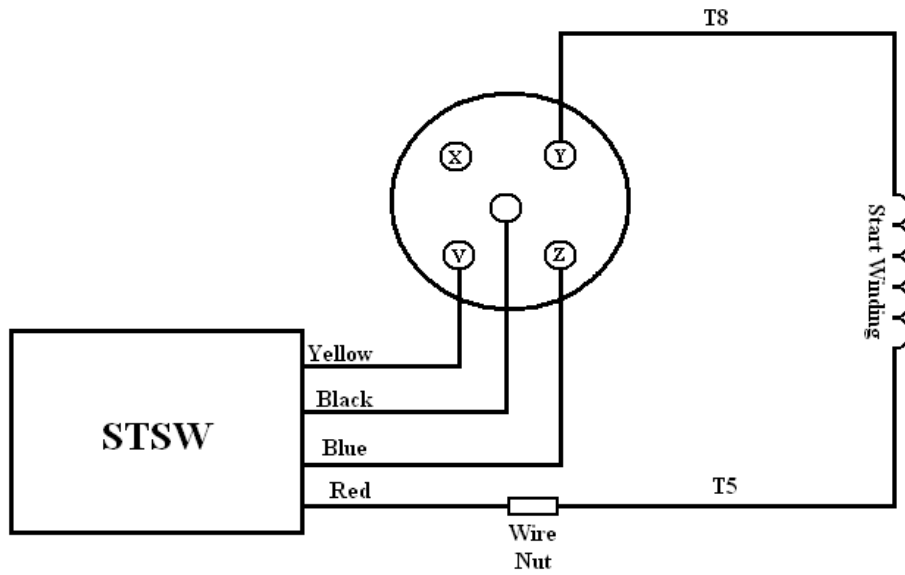 T8
X
Y
V
Z
Start Winding
Yellow
Black
STSW
Blue
Red
T5
Wire
Nut